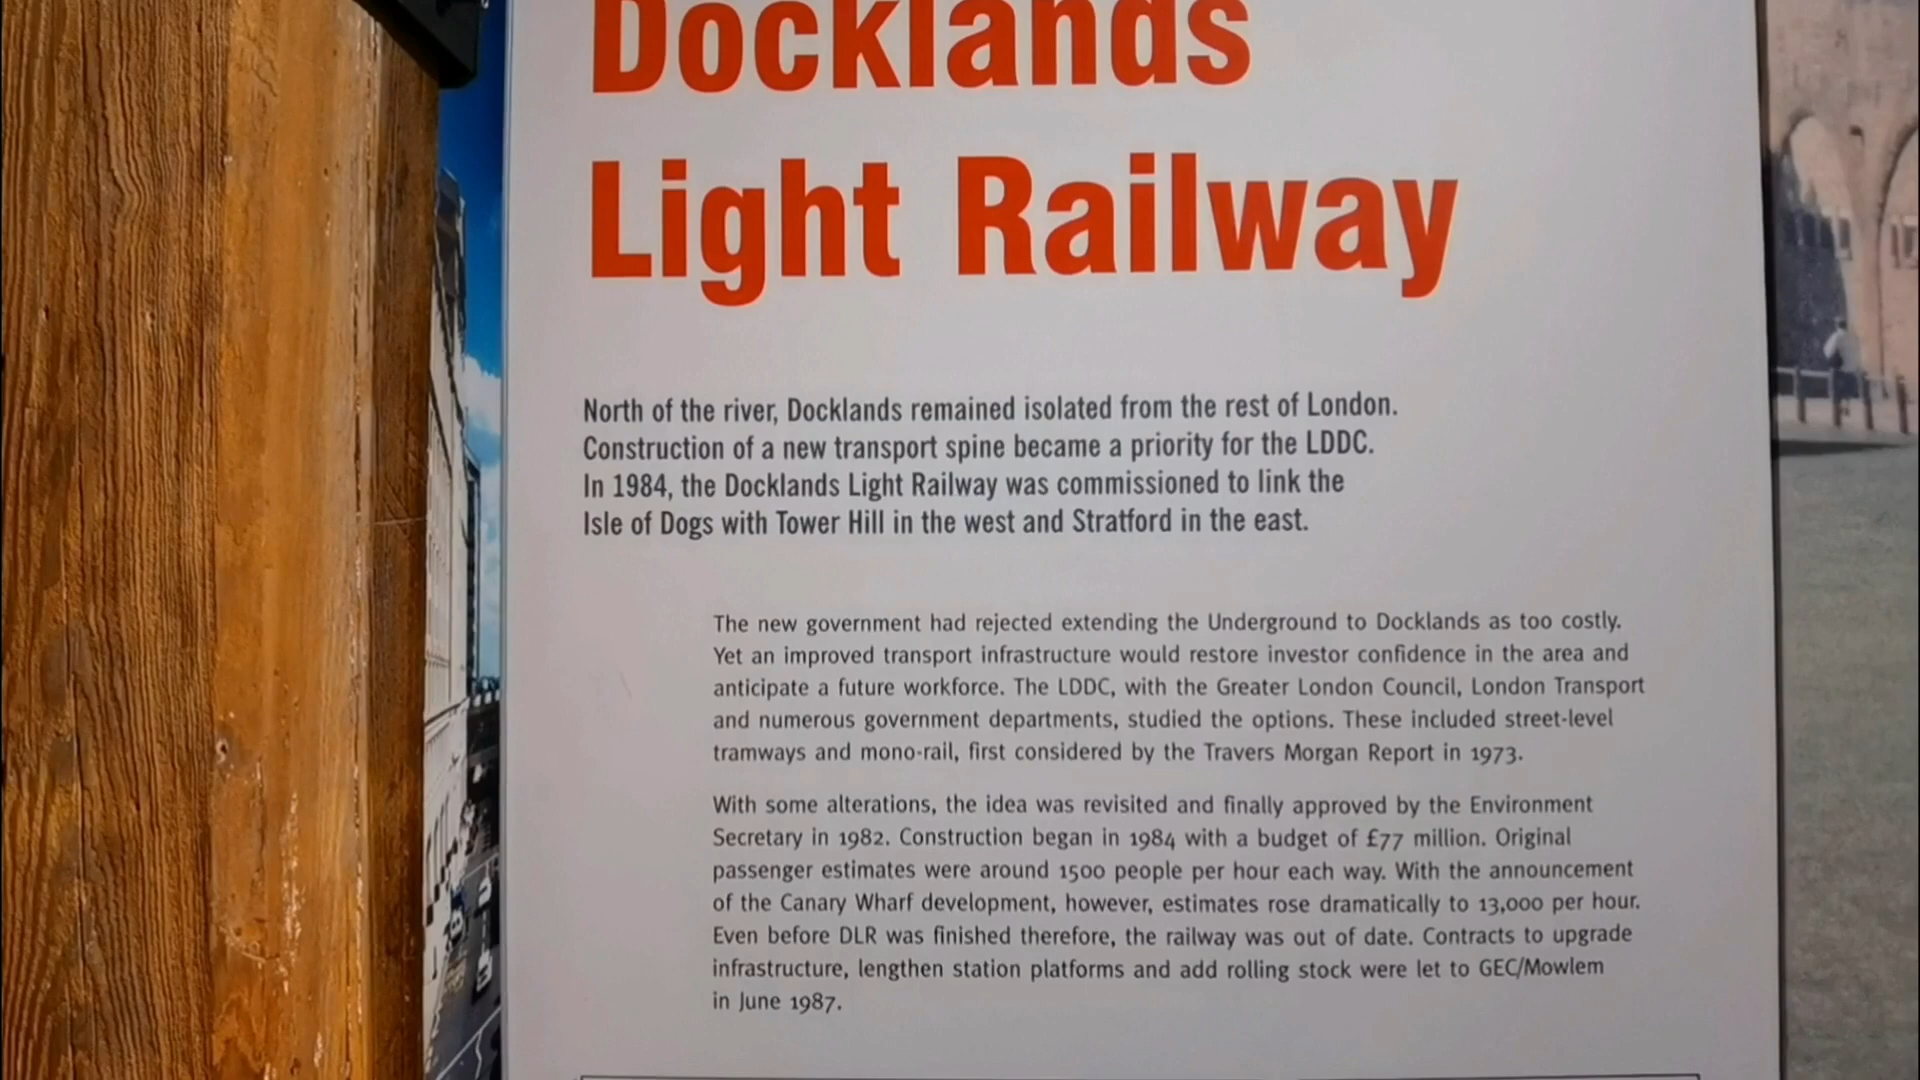 Docklands
Light Railway
North of the river, Docklands remained isolated from the rest of London.
Construction of a new transport spine became a priority for the LDDC.
In 1984, the Docklands Light Railway was commissioned to link the
Isle of Dogs with Tower Hill in the west and Stratford in the east.
The new government had rejected extending the Underground to Docklands as too costly.
Yet an improved transport infrastructure would restore investor confidence in the area and
anticipate a future workforce. The LDDC, with the Greater London Council, London Transport
and numerous government departments, studied the options. These included street-level
tramways and mono-rail, first considered by the Travers Morgan Report in 1973.
With some alterations, the idea was revisited and finally approved by the Environment
Secretary in 1982. Construction began in 1984 with a budget of £77 million. Original
passenger estimates were around 1500 people per hour each way. With the announcement
of the Canary Wharf development, however, estimates rose dramatically to 13,000 per hour.
Even before DLR was finished therefore, the railway was out of date. Contracts to upgrade
infrastructure, lengthen station platforms and add rolling stock were let to GEC/Mowlem
in June 1987.